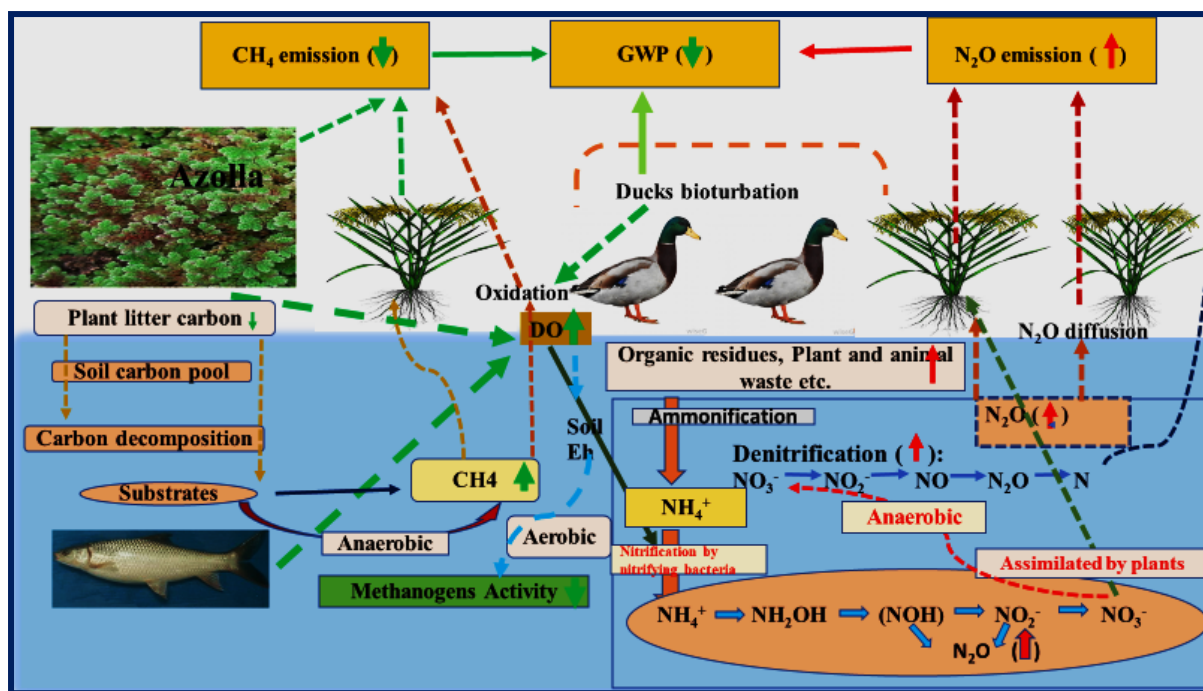 CH₄ emission ( )
GWP ( )
N₂O emission ( )
Azolla
Ducks bioturbation
Oxidation
Plant litter carbon
DO
N₂O diffusion
Organic residues, Plant and animal
waste etc.
Soil carbon pool
Ammonification
N₂O ( )
Soil
Eh
Carbon decomposition
Denitrification ( ):
NO₃⁻ NO₂⁻ NO N₂O N
Substrates
CH4
NH₄⁺
Anaerobic
Anaerobic
Aerobic
Nitrification by
nitrifying bacteria
Assimilated by plants
Methanogens Activity
NH₄⁺ NH₂OH (NOH) NO₂⁻ NO₃⁻
N₂O ( )